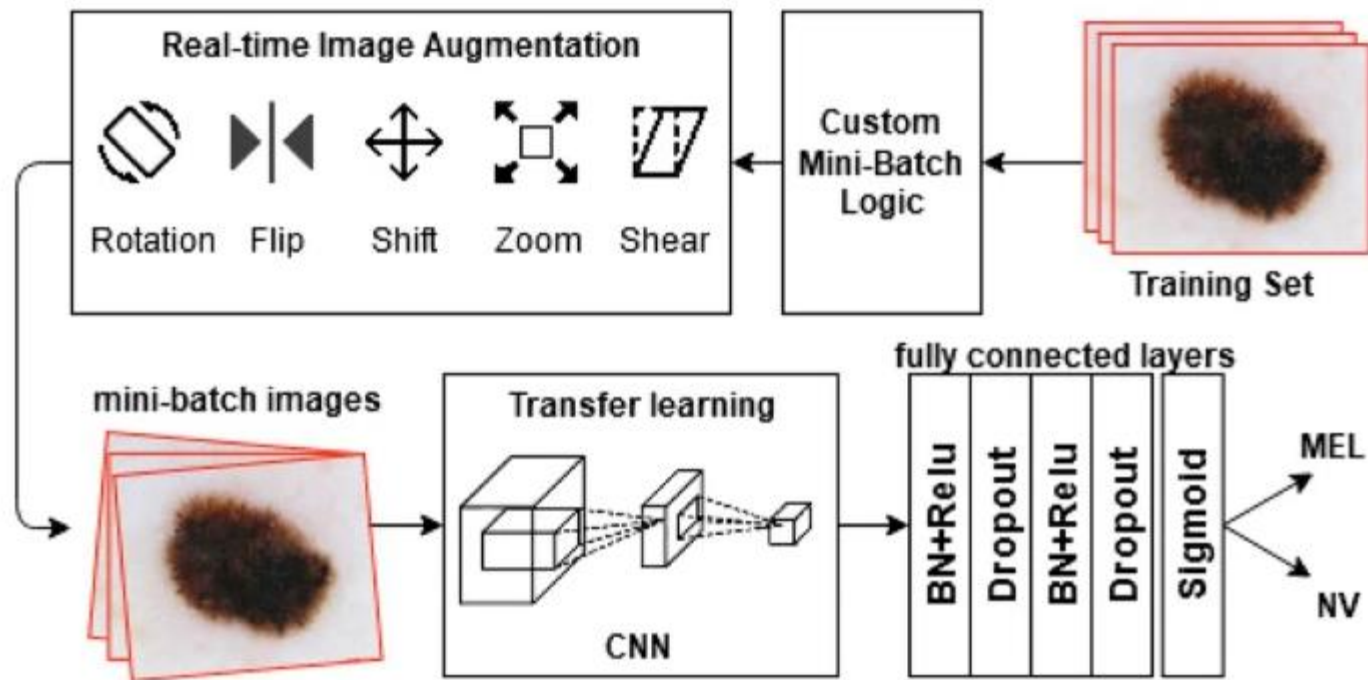 Real-time Image Augmentation
Rotation Flip Shift Zoom Shear
Custom
Mini-Batch
Logic
Training Set
mini-batch images
Transfer learning
CNN
fully connected layers
BN+Relu
Dropout
BN+Relu
Dropout
Sigmoid
MEL
NV